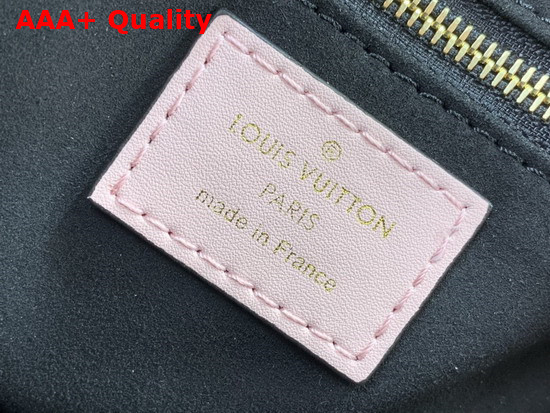 AAA+ Quality
LOUIS VUITTON
PARIS
made in France